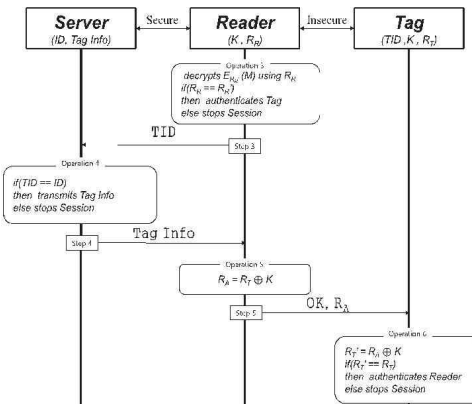 Server
(ID, Tag Info)
Secure
Reader
(K , R_R)
Insecure
Tag
(TID ,K , R_T)
decrypts E_{R_R} (M) using R_R
if(R_R == R_R')
then authenticates Tag
else stops Session
TID
Step 3
Operation 4
if(TID == ID)
then transmits Tag Info
else stops Session
Step 4
Tag Info
Operation 5
R_A = R_T ⊕ K
Step 5
OK, R_A
Operation 6
R_T' = R_A ⊕ K
if(R_T' == R_T)
then authenticates Reader
else stops Session